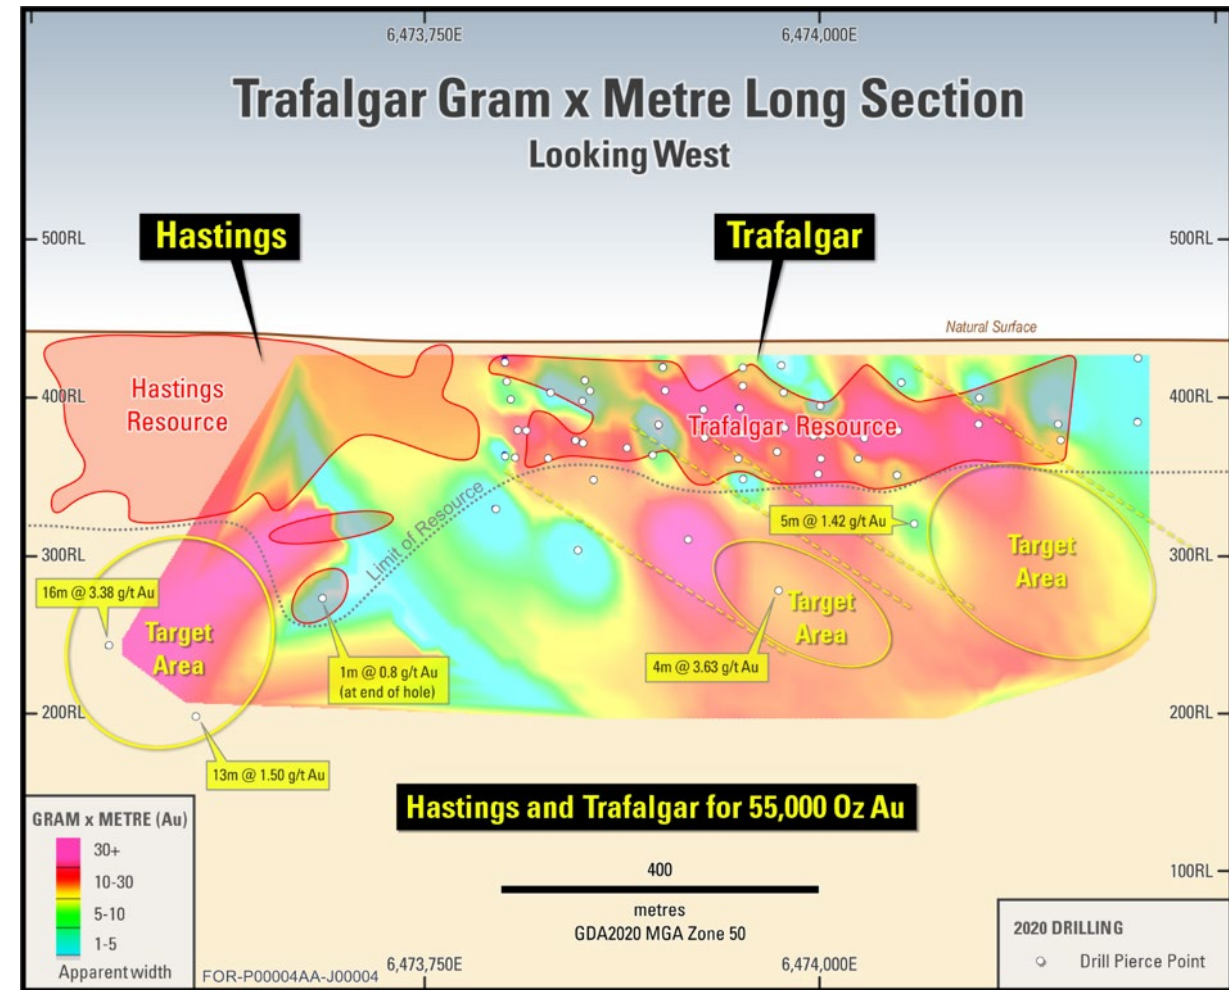 6,473,750E
6,474,000E
Trafalgar Gram x Metre Long Section
Looking West
Hastings
Trafalgar
500RL
500RL
Natural Surface
400RL
400RL
Hastings
Resource
Trafalgar Resource
Limit of Resource
5m @ 1.42 g/t Au
300RL
300RL
Target
Area
16m @ 3.38 g/t Au
Target
Area
Target
Area
1m @ 0.8 g/t Au
(at end of hole)
4m @ 3.63 g/t Au
200RL
200RL
13m @ 1.50 g/t Au
Hastings and Trafalgar for 55,000 Oz Au
GRAM x METRE (Au)
30+
10-30
5-10
1-5
Apparent width
400
metres
GDA2020 MGA Zone 50
100RL
2020 DRILLING
Drill Pierce Point
FOR-P00004AA-J00004
6,473,750E
6,474,000E